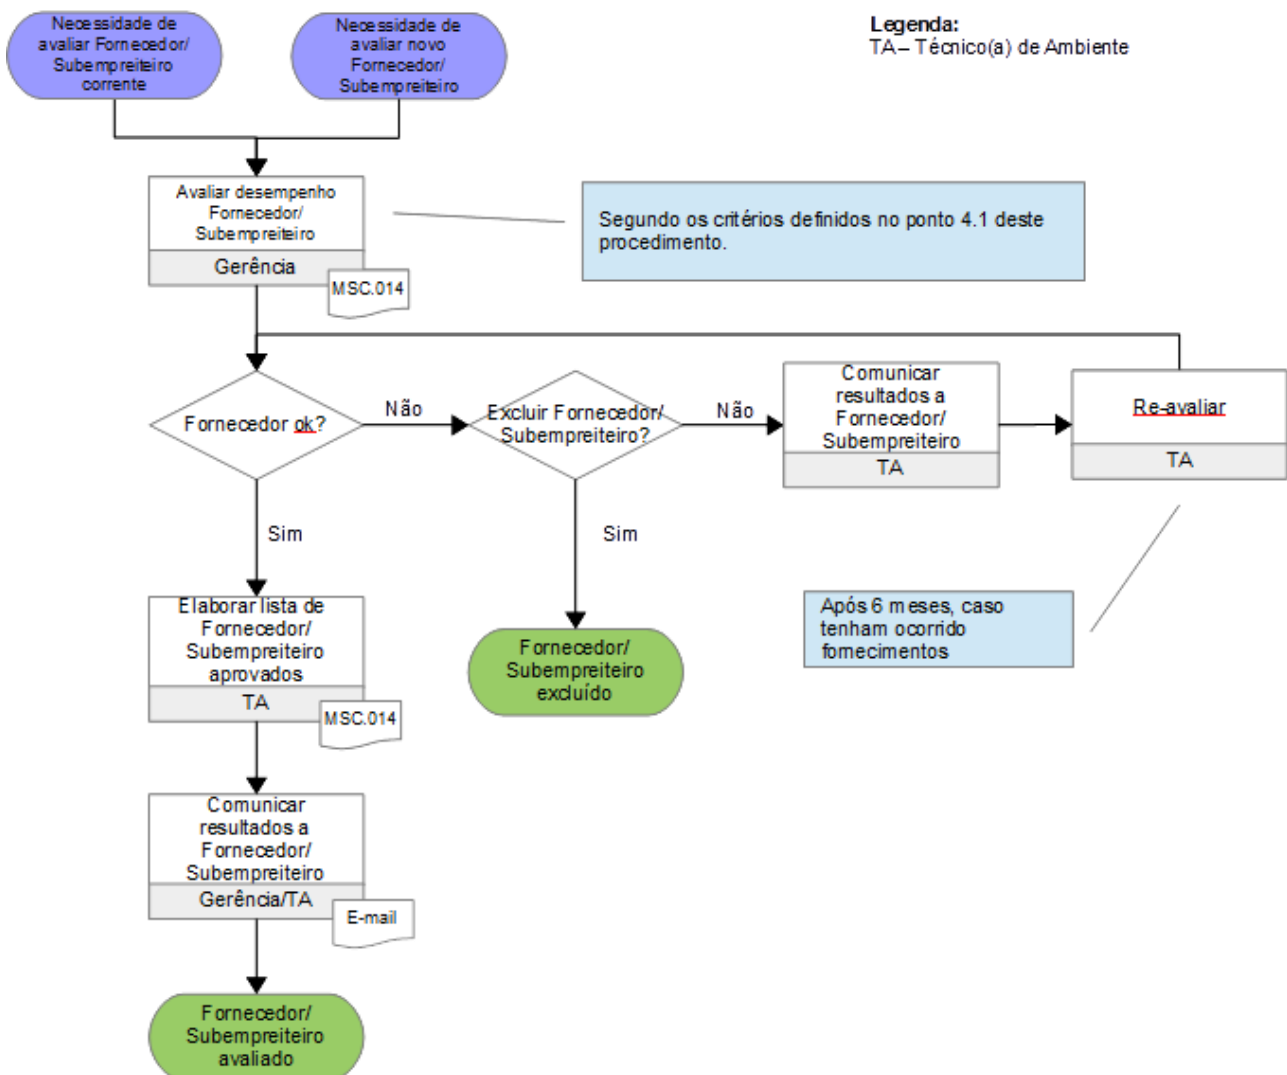 Necessidade de
avaliar Fornecedor/
Subempreiteiro
corrente
Necessidade de
avaliar novo
Fornecedor/
Subempreiteiro
Legenda:
TA – Técnico(a) de Ambiente
Avaliar desempenho
Fornecedor/
Subempreiteiro
Gerência
MSC.014
Segundo os critérios definidos no ponto 4.1 deste
procedimento.
Fornecedor ok?
Não
Excluir Fornecedor/
Subempreiteiro?
Não
Comunicar
resultados a
Fornecedor/
Subempreiteiro
TA
Re-avaliar
TA
Sim
Sim
Após 6 meses, caso
tenham ocorrido
fornecimentos
Elaborar lista de
Fornecedor/
Subempreiteiro
aprovados
TA
MSC.014
Fornecedor/
Subempreiteiro
excluído
Comunicar
resultados a
Fornecedor/
Subempreiteiro
Gerência/TA
E-mail
Fornecedor/
Subempreiteiro
avaliado